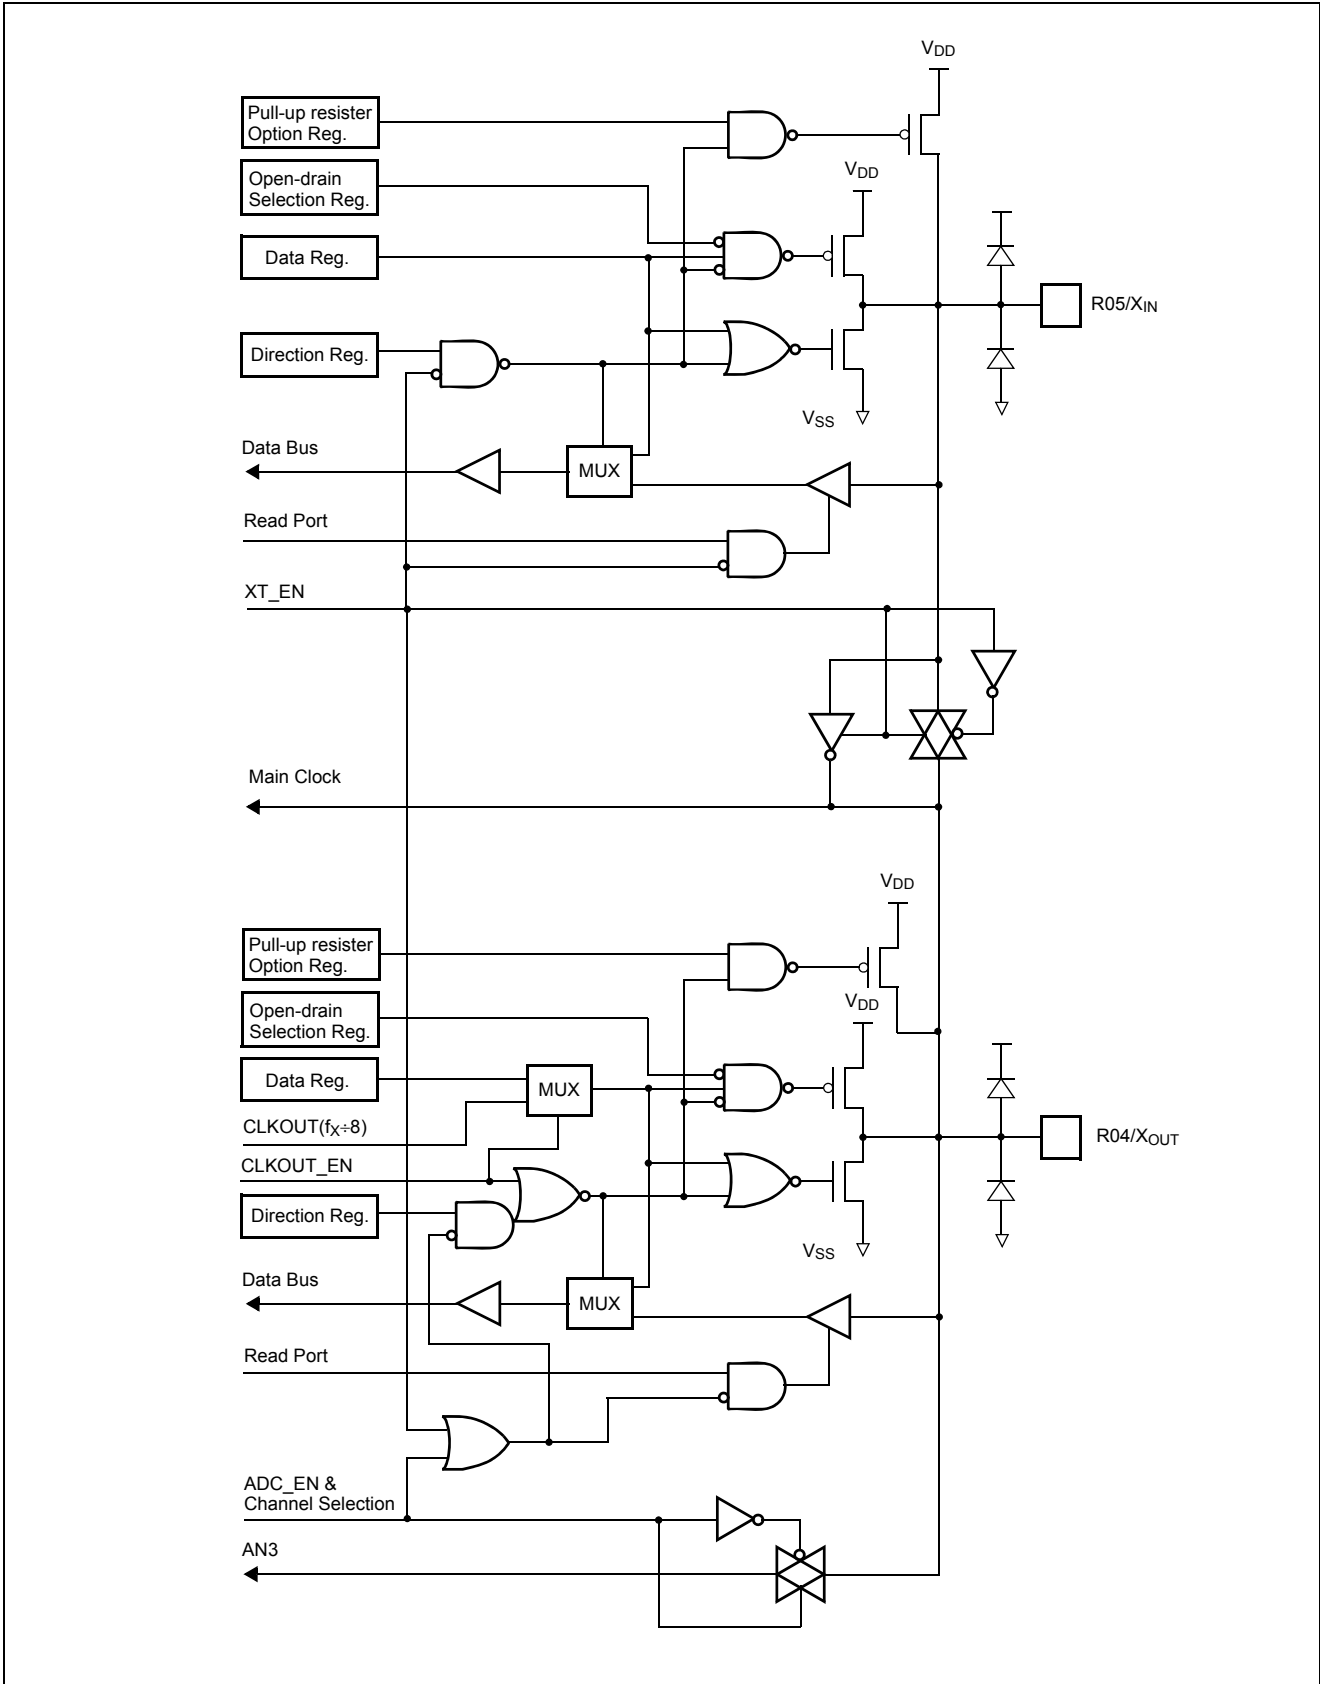 VDD
Pull-up resister
Option Reg.
Open-drain
Selection Reg.
VDD
Data Reg.
R05/XIN
Direction Reg.
VSS
Data Bus
MUX
Read Port
XT_EN
Main Clock
VDD
Pull-up resister
Option Reg.
VDD
Open-drain
Selection Reg.
Data Reg.
MUX
CLKOUT(fX÷8)
R04/XOUT
CLKOUT_EN
Direction Reg.
VSS
Data Bus
MUX
Read Port
ADC_EN &
Channel Selection
AN3